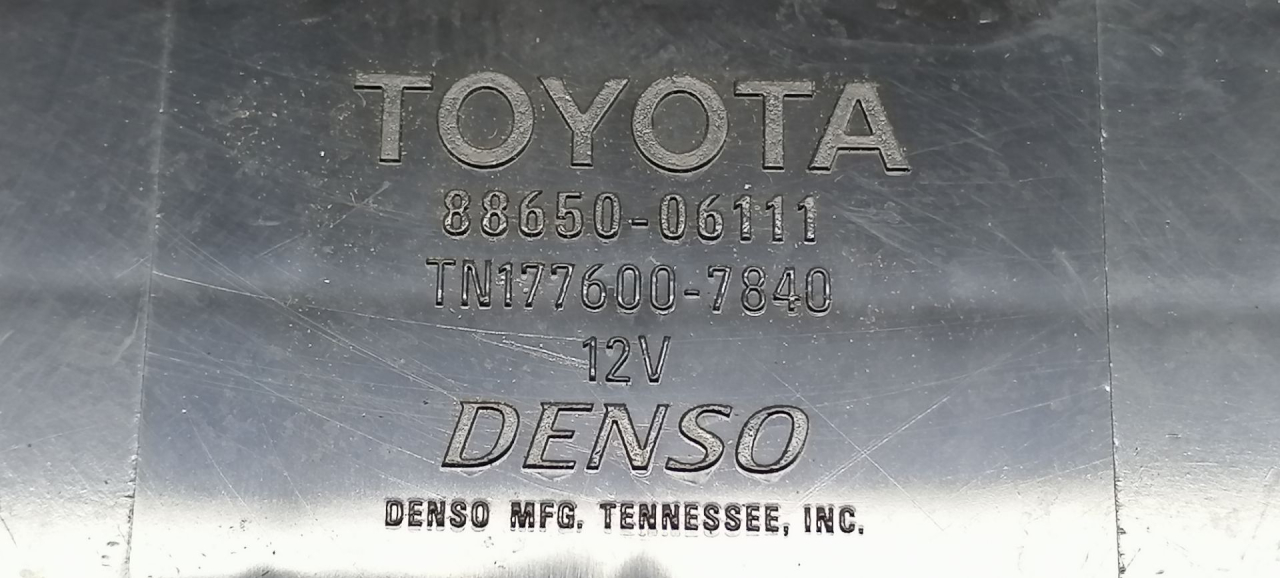 TOYOTA
88650-06111
TN177600-7840
12V
DENSO
DENSO MFG. TENNESSEE, INC.